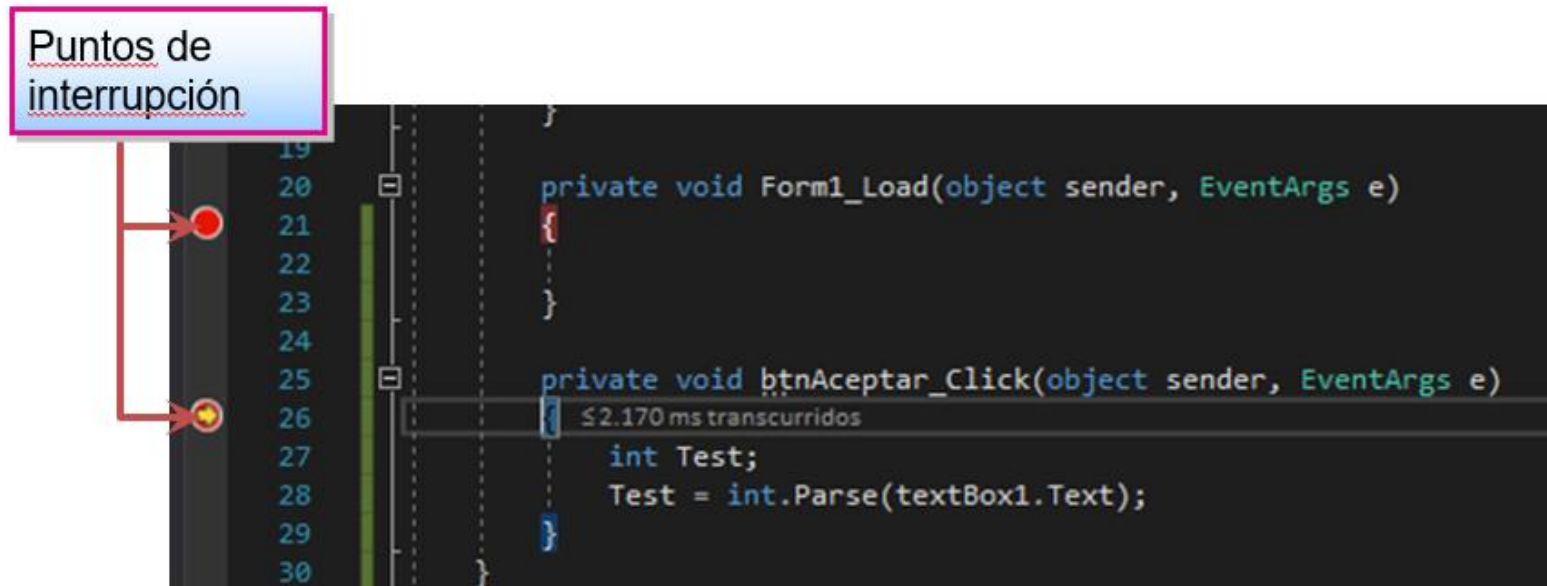 Puntos de
interrupción
}
19
20 private void Form1_Load(object sender, EventArgs e)
21 {
22
23 }
24
25 private void btnAceptar_Click(object sender, EventArgs e)
26 { ≤2.170 ms transcurridos
27 int Test;
28 Test = int.Parse(textBox1.Text);
29 }
30 }